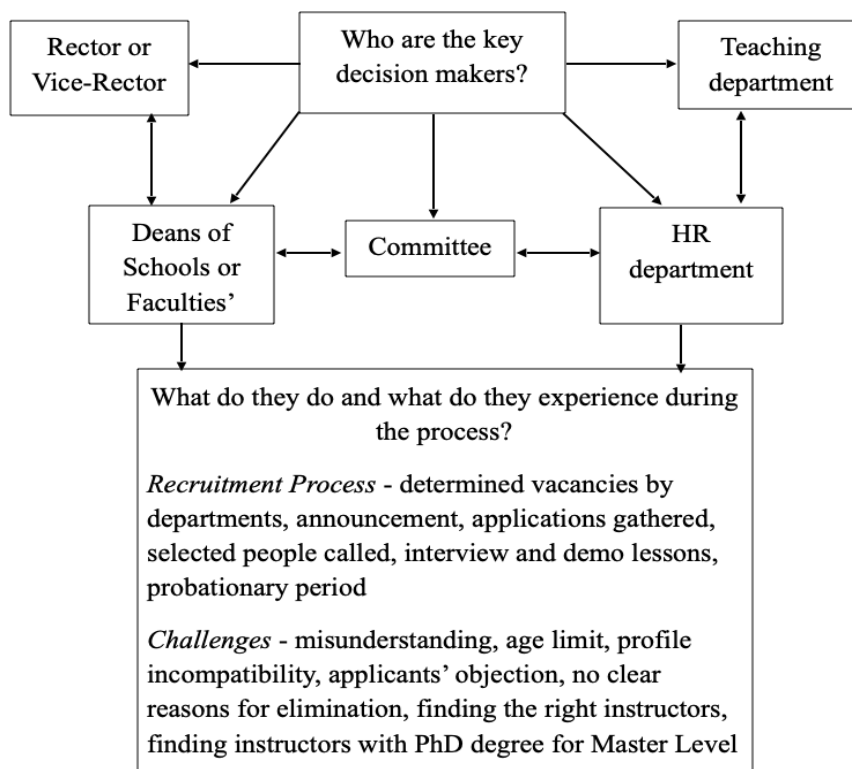 Rector or
Vice-Rector
Who are the key
decision makers?
Teaching
department
Deans of
Schools or
Faculties’
Committee
HR
department
What do they do and what do they experience during
the process?
Recruitment Process - determined vacancies by
departments, announcement, applications gathered,
selected people called, interview and demo lessons,
probationary period
Challenges - misunderstanding, age limit, profile
incompatibility, applicants’ objection, no clear
reasons for elimination, finding the right instructors,
finding instructors with PhD degree for Master Level